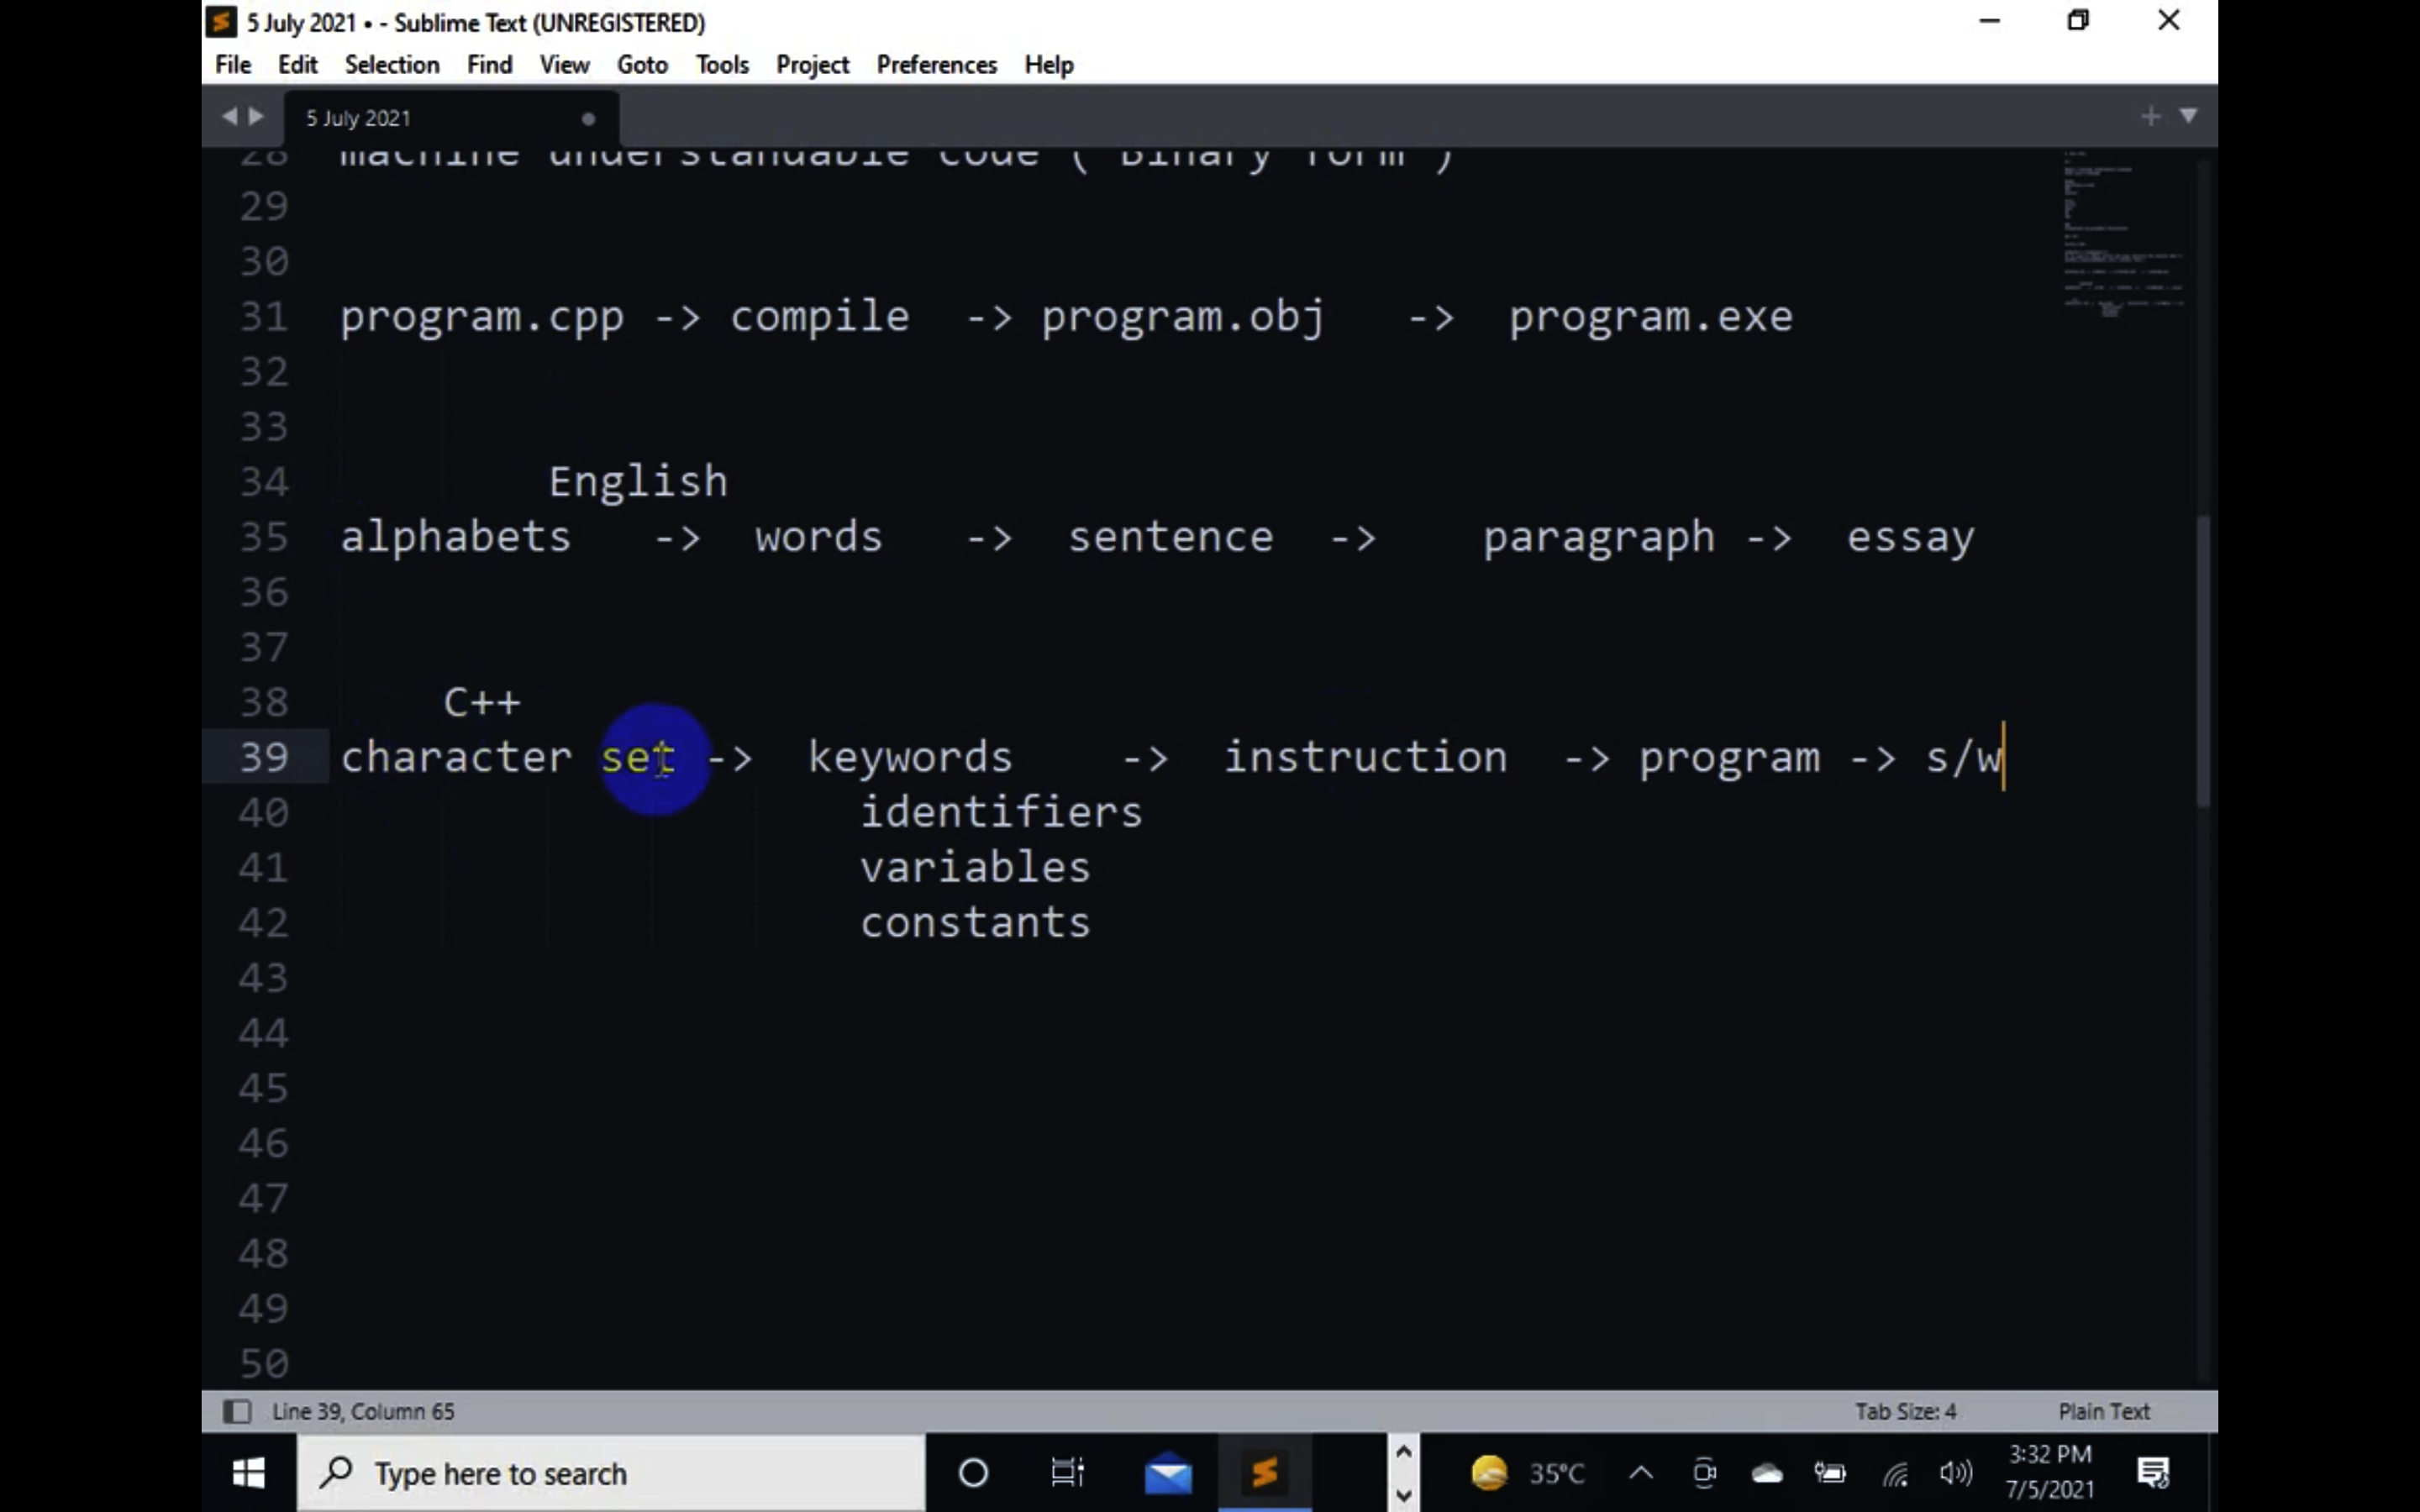 5 July 2021 • - Sublime Text (UNREGISTERED)
File Edit Selection Find View Goto Tools Project Preferences Help
5 July 2021
28 machine understandable code ( Binary form )
29
30
31 program.cpp -> compile -> program.obj -> program.exe
32
33
34 English
35 alphabets -> words -> sentence -> paragraph -> essay
36
37
38 C++
39 character set -> keywords -> instruction -> program -> s/w
40 identifiers
41 variables
42 constants
43
44
45
46
47
48
49
50
Line 39, Column 65 Tab Size: 4 Plain Text
Type here to search 35°C 3:32 PM
7/5/2021